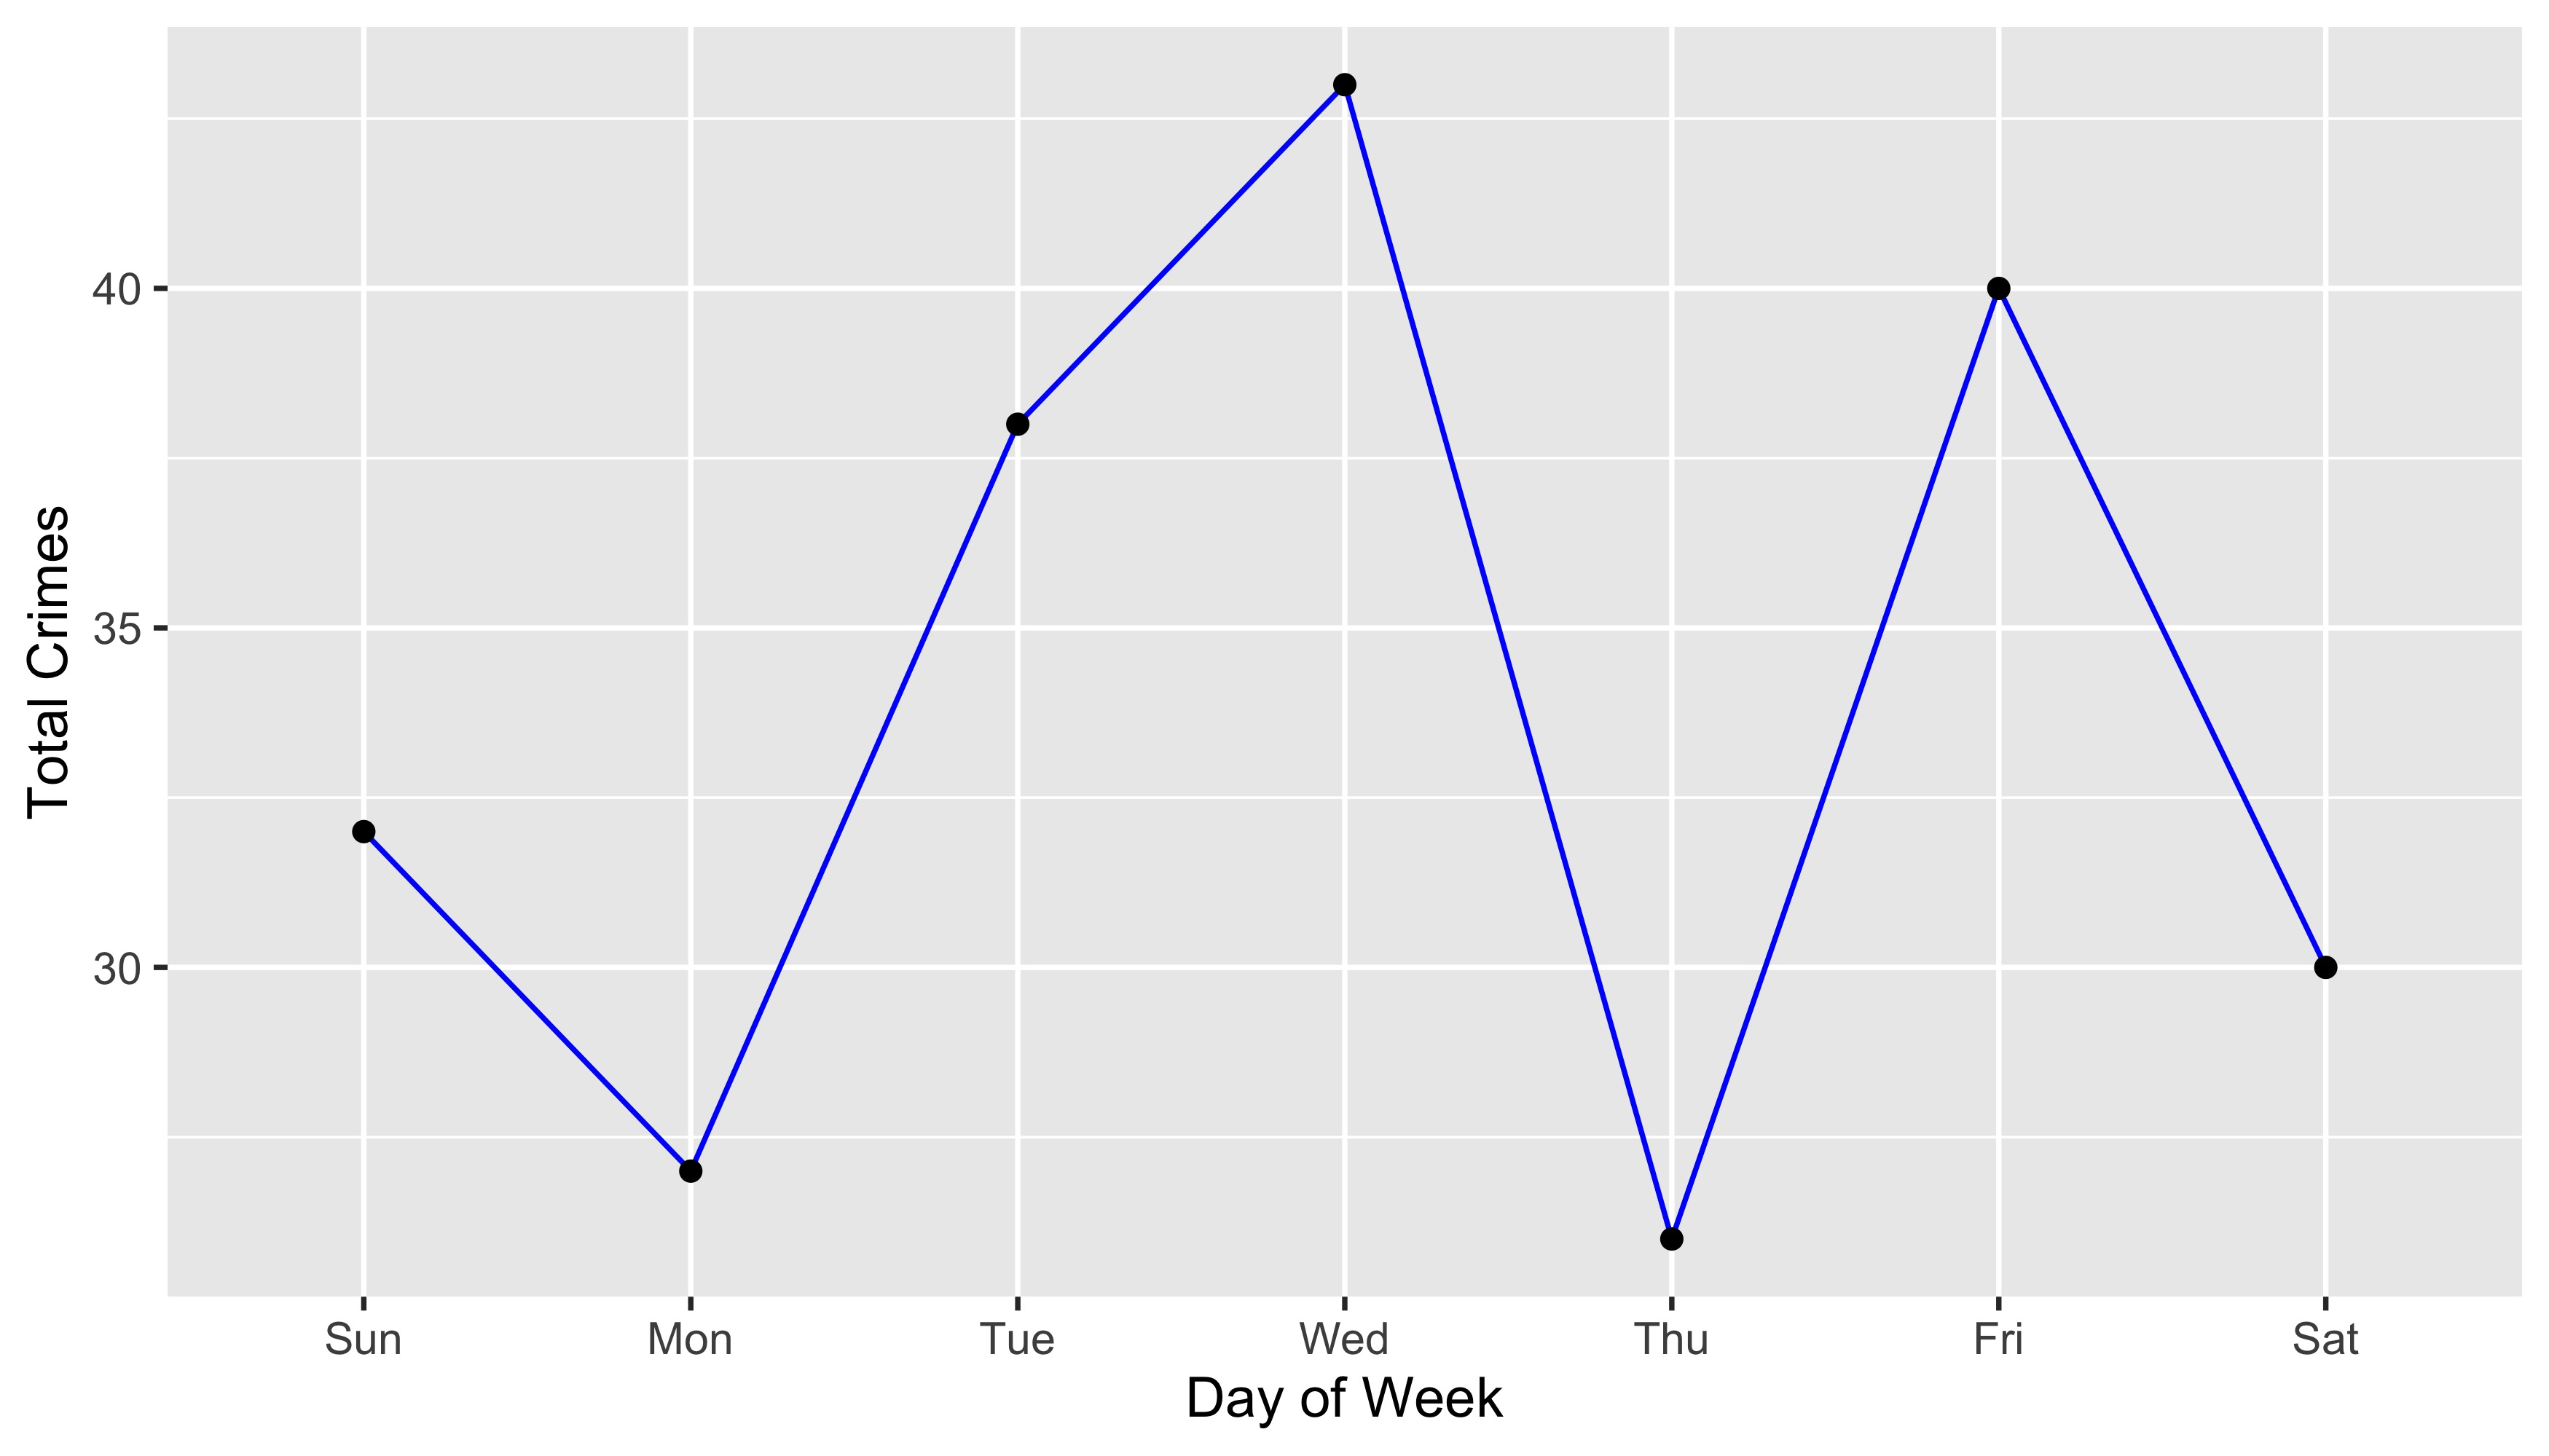 Total Crimes
40
35
30
Sun Mon Tue Wed Thu Fri Sat
Day of Week